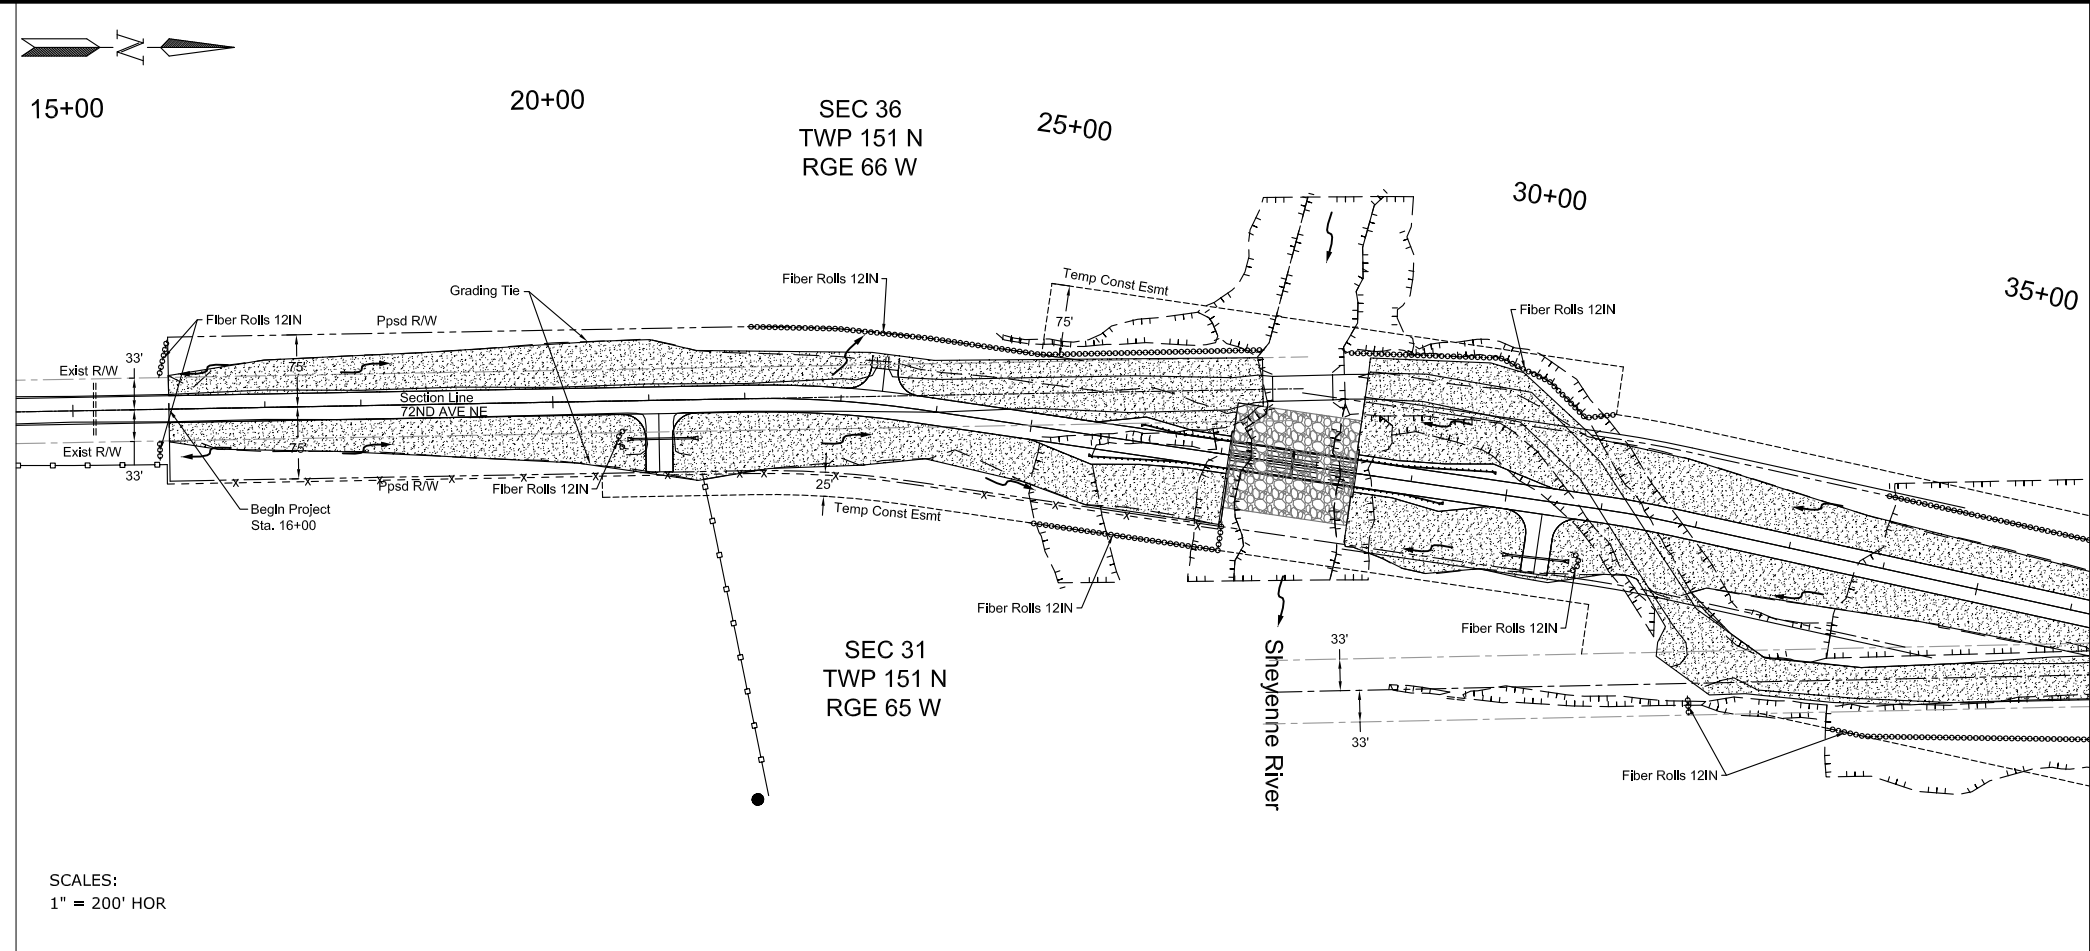 N
15+00
20+00
SEC 36
TWP 151 N
RGE 66 W
25+00
30+00
35+00
Temp Const Esmt
75'
Fiber Rolls 12IN
Grading Tie
Fiber Rolls 12IN
Fiber Rolls 12IN
Ppsd R/W
33'
Exist R/W
75'
Section Line
72ND AVE NE
Exist R/W
33'
75'
Ppsd R/W
Fiber Rolls 12IN
25'
Temp Const Esmt
Begin Project
Sta. 16+00
Fiber Rolls 12IN
Fiber Rolls 12IN
SEC 31
TWP 151 N
RGE 65 W
Sheyenne River
33'
33'
Fiber Rolls 12IN
SCALES:
1" = 200' HOR